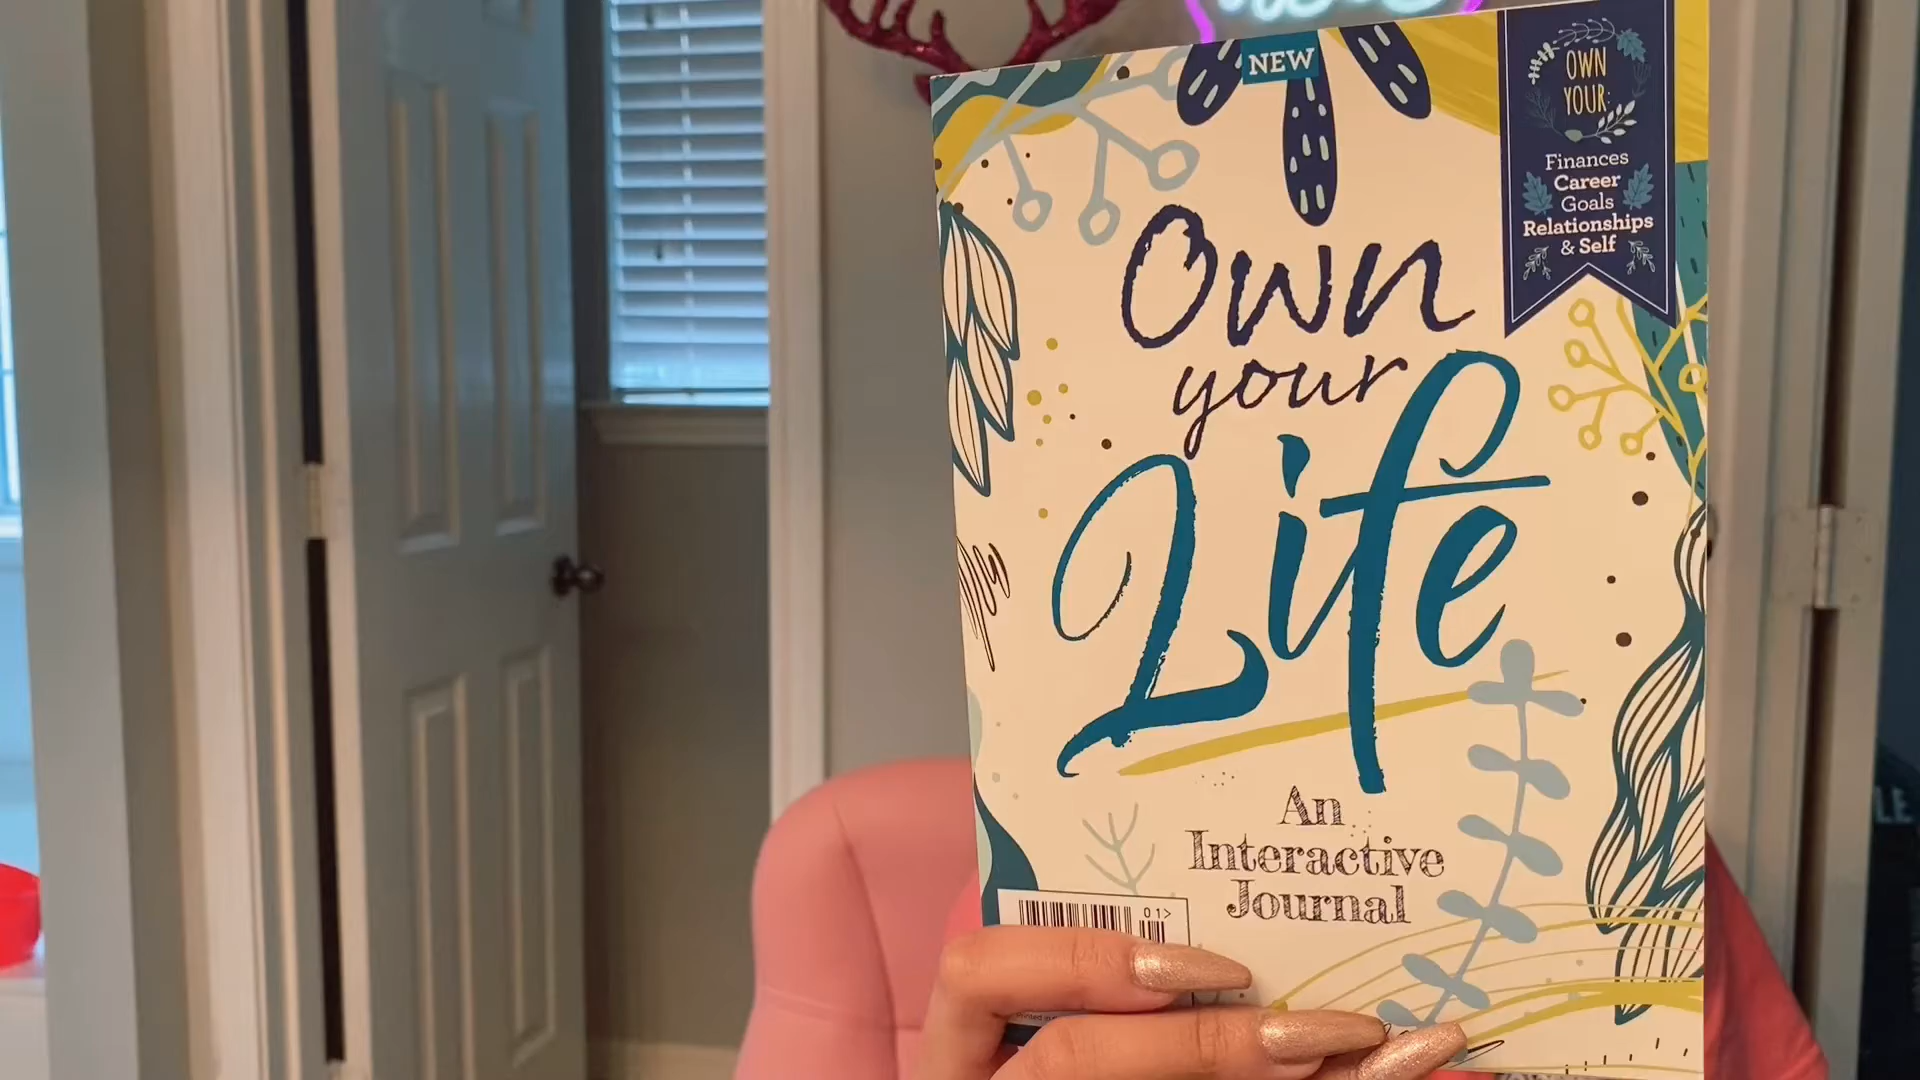 NEW
OWN
YOUR:
Finances
Career
Goals
Relationships
& Self
Own
your
Life
An
Interactive
Journal
01>